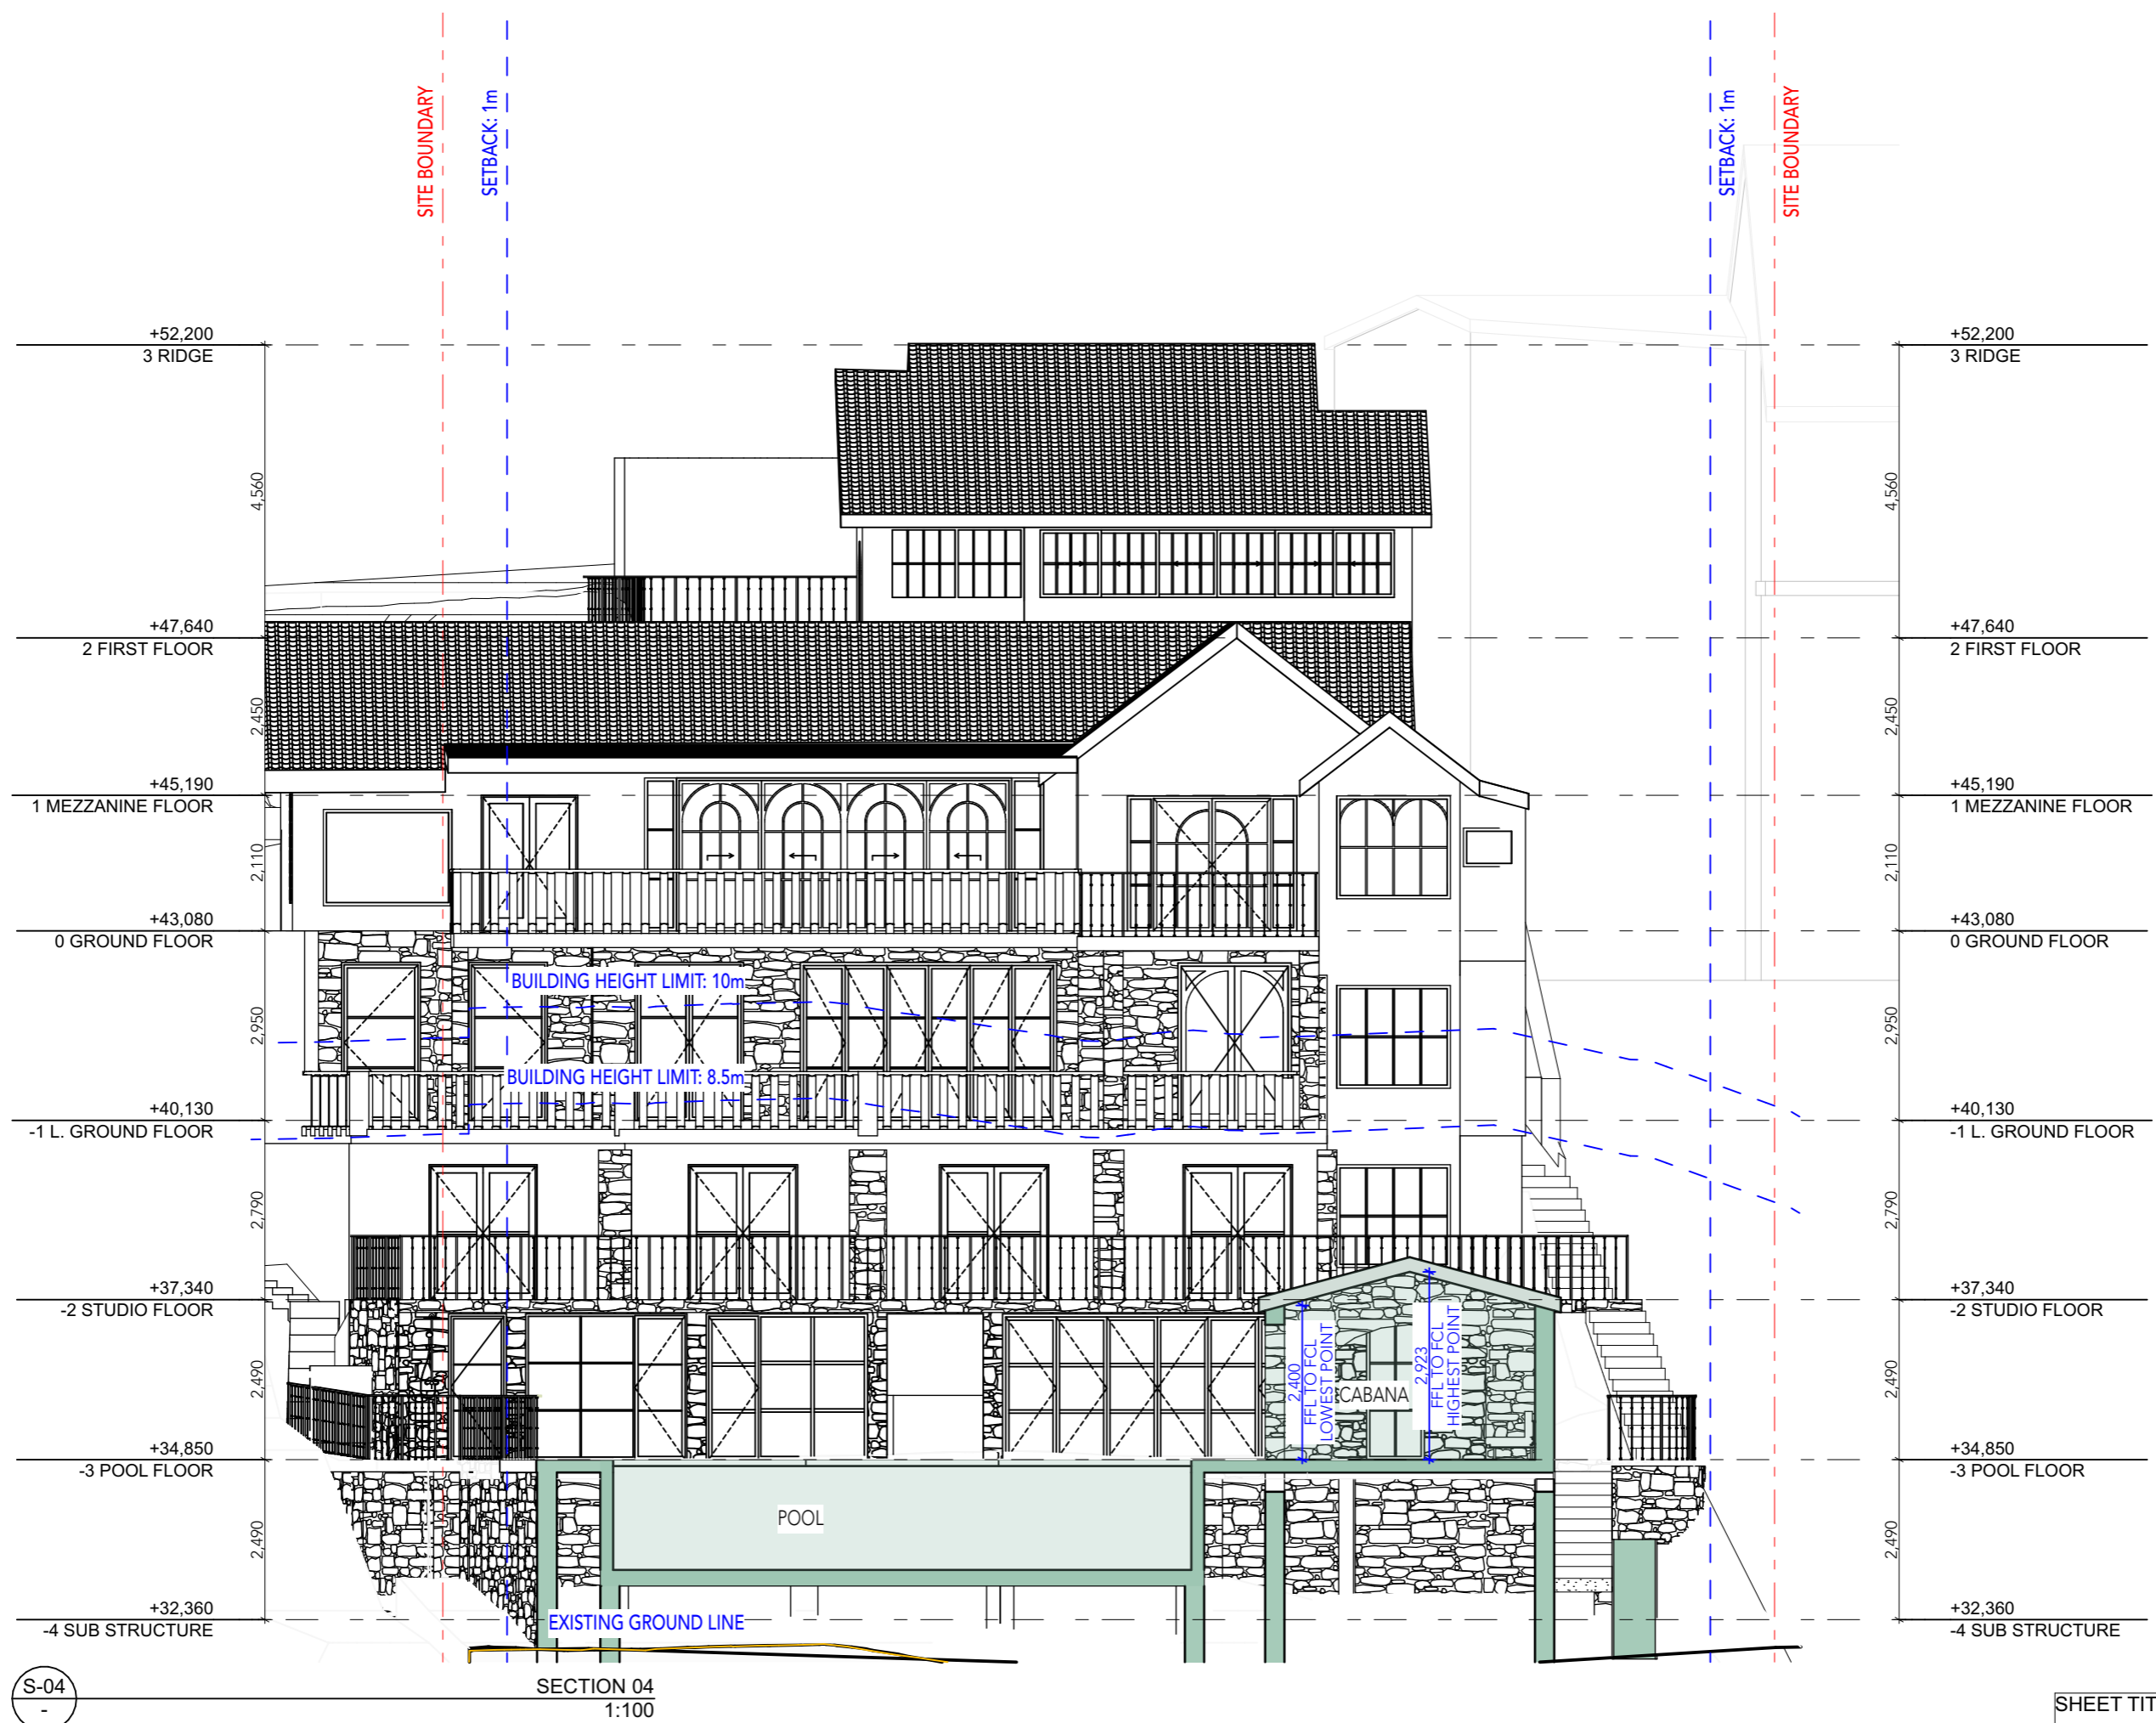 SITE BOUNDARY
SETBACK: 1m
SETBACK: 1m
SITE BOUNDARY
+52,200
3 RIDGE
+52,200
3 RIDGE
4,560
4,560
+47,640
2 FIRST FLOOR
+47,640
2 FIRST FLOOR
2,450
2,450
+45,190
1 MEZZANINE FLOOR
+45,190
1 MEZZANINE FLOOR
2,110
2,110
+43,080
0 GROUND FLOOR
+43,080
0 GROUND FLOOR
BUILDING HEIGHT LIMIT: 10m
2,950
2,950
BUILDING HEIGHT LIMIT: 8.5m
+40,130
-1 L. GROUND FLOOR
+40,130
-1 L. GROUND FLOOR
2,790
2,790
+37,340
-2 STUDIO FLOOR
+37,340
-2 STUDIO FLOOR
2,490
2,400
FFL TO FCL
LOWEST POINT
CABANA
2,923
FFL TO FCL
HIGHEST POINT
2,490
+34,850
-3 POOL FLOOR
+34,850
-3 POOL FLOOR
2,490
POOL
2,490
+32,360
-4 SUB STRUCTURE
EXISTING GROUND LINE
+32,360
-4 SUB STRUCTURE
S-04
-
SECTION 04
1:100
SHEET TIT